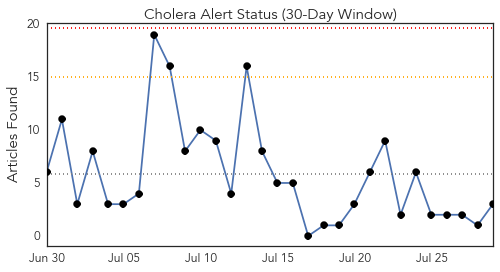 Cholera Alert Status (30-Day Window)
20
15
10
5
0
Articles Found
Jun 30 Jul 05 Jul 10 Jul 15 Jul 20 Jul 25